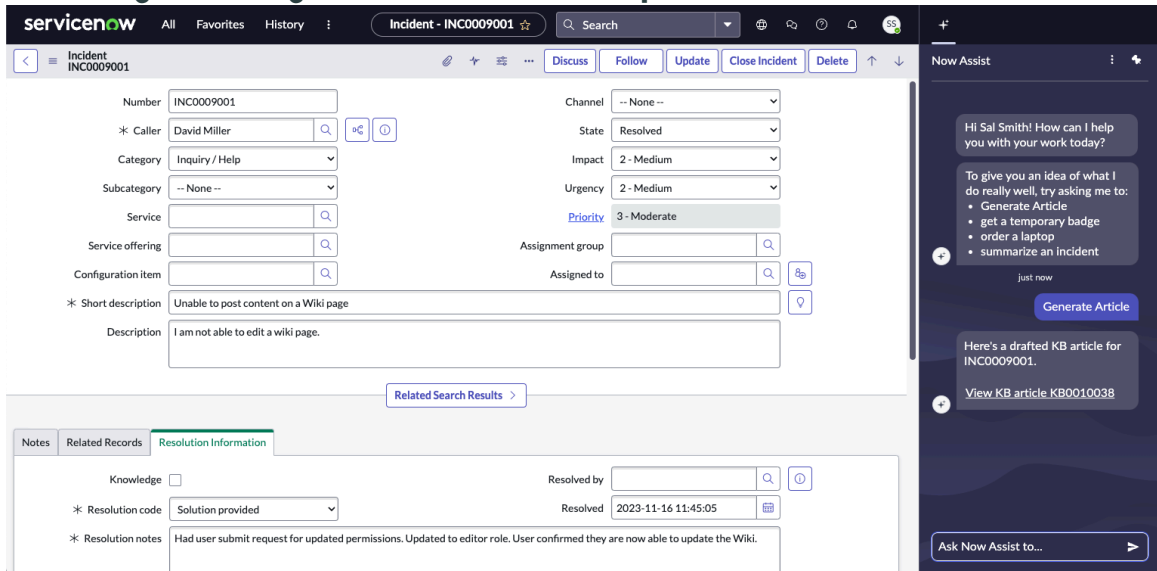 servicenow All Favorites History Incident - INC0009001 Search SS
Incident
INC0009001
Discuss Follow Update Close Incident Delete
Number INC0009001
Caller David Miller
Category Inquiry / Help
Subcategory -- None --
Service
Service offering
Configuration item
Channel -- None --
State Resolved
Impact 2 - Medium
Urgency 2 - Medium
Priority 3 - Moderate
Assignment group
Assigned to
Short description Unable to post content on a Wiki page
Description I am not able to edit a wiki page.
Related Search Results
Notes Related Records Resolution Information
Knowledge
Resolution code Solution provided
Resolved by
Resolved 2023-11-16 11:45:05
Resolution notes Had user submit request for updated permissions. Updated to editor role. User confirmed they are now able to update the Wiki.
Now Assist
Hi Sal Smith! How can I help
you with your work today?
To give you an idea of what I
do really well, try asking me to:
• Generate Article
• get a temporary badge
• order a laptop
• summarize an incident
just now
Generate Article
Here's a drafted KB article for
INC0009001.
View KB article KB0010038
Ask Now Assist to...